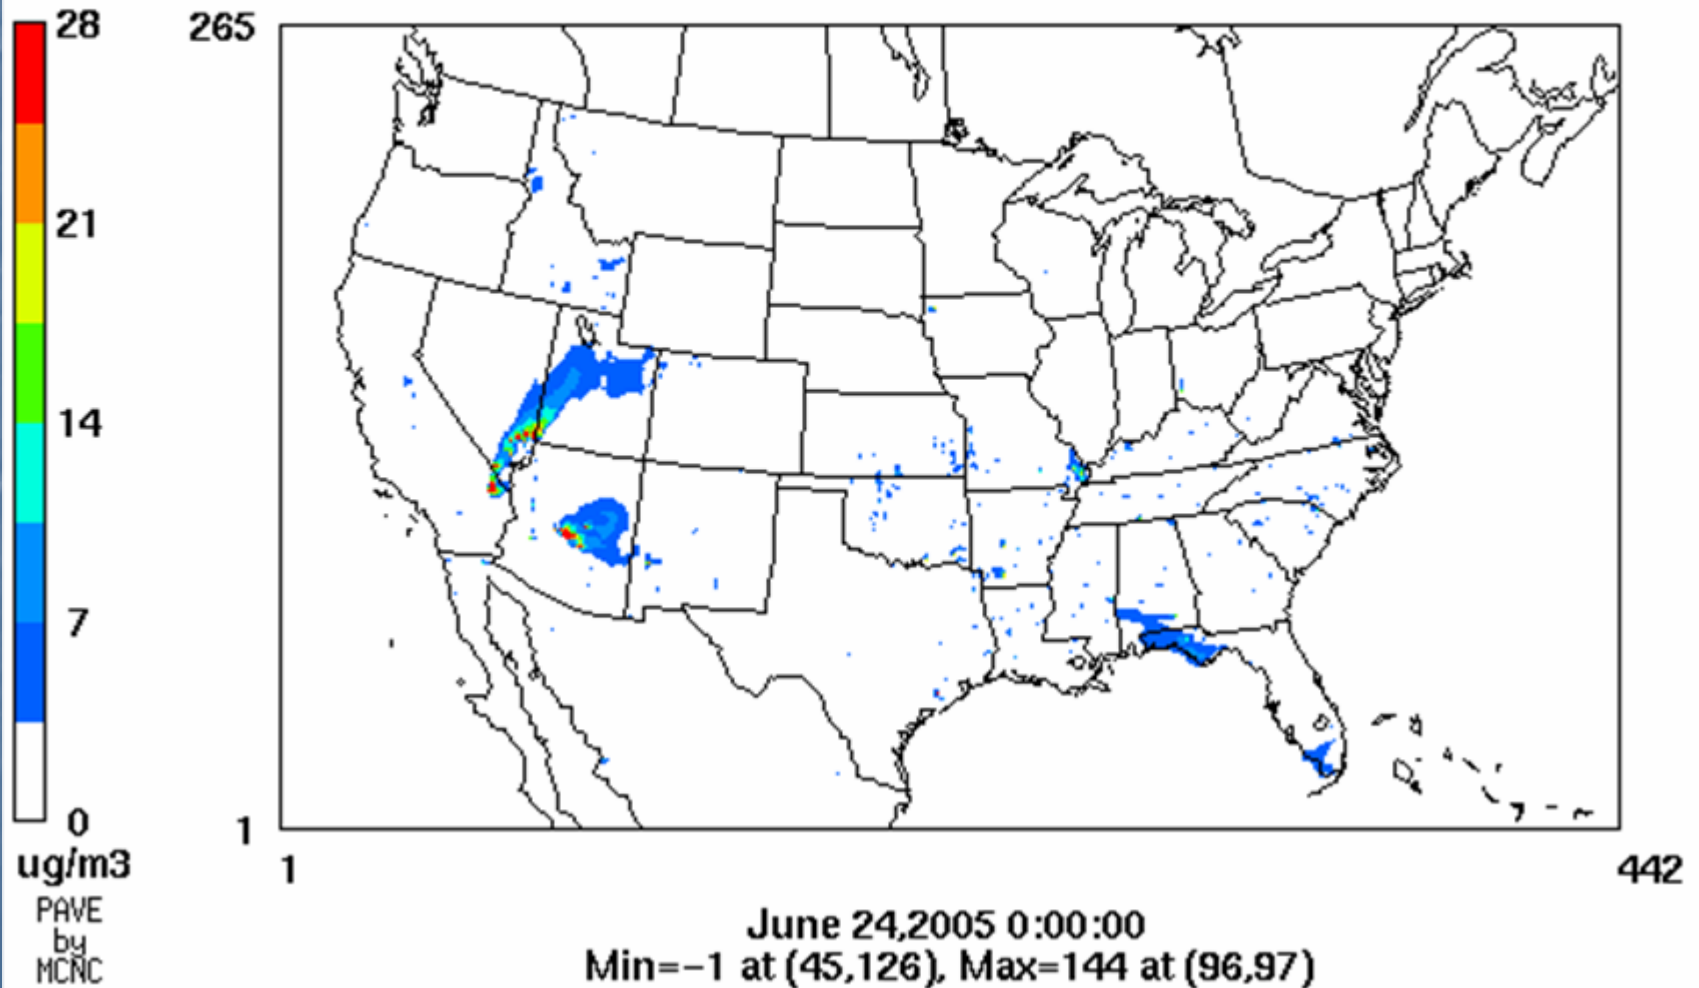 28
21
14
7
0
ug/m3
PAVE
by
MCNC
265
1
1
442
June 24,2005 0:00:00
Min=-1 at (45,126), Max=144 at (96,97)